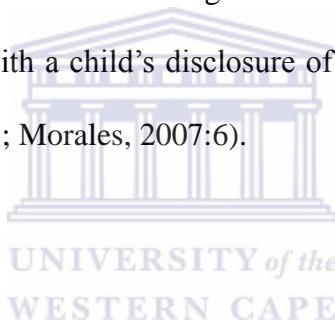 ith a child’s disclosure of
; Morales, 2007:6).
UNIVERSITY of the
WESTERN CAPE